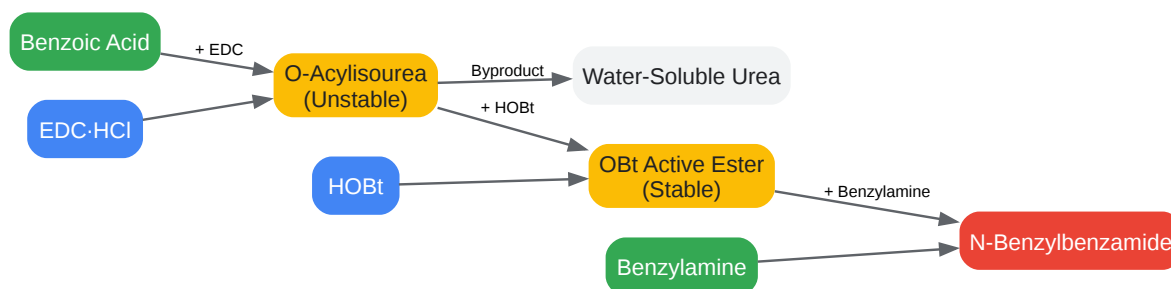 Benzoic Acid
+ EDC
EDC·HCl
O-Acylisourea
(Unstable)
Byproduct
Water-Soluble Urea
+ HOBt
HOBt
OBt Active Ester
(Stable)
+ Benzylamine
Benzylamine
N-Benzylbenzamide